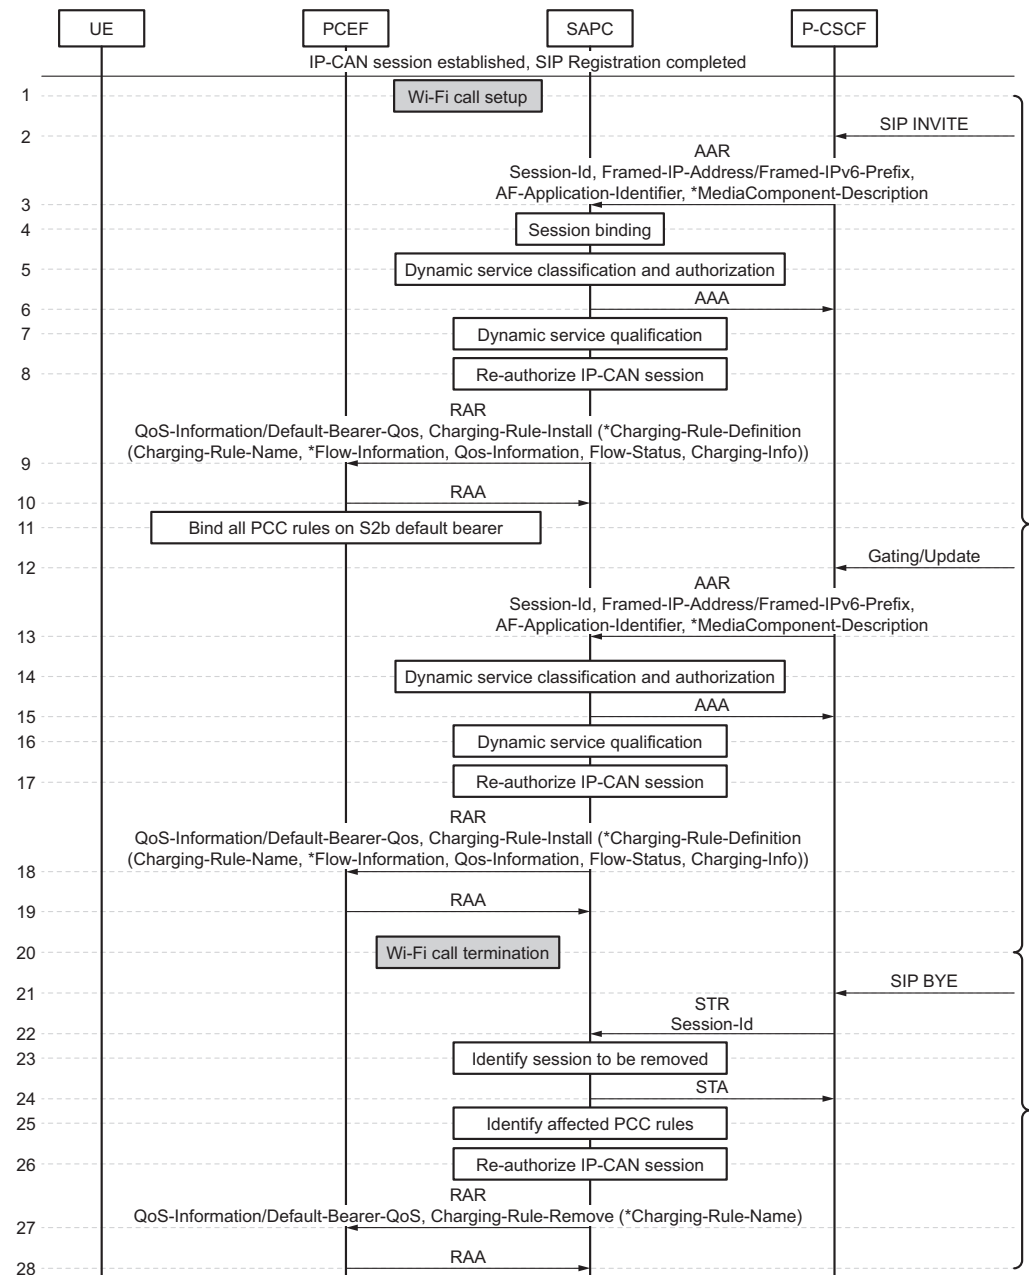 UE PCEF SAPC P-CSCF
IP-CAN session established, SIP Registration completed
1 Wi-Fi call setup
2 SIP INVITE
AAR
Session-Id, Framed-IP-Address/Framed-IPv6-Prefix,
AF-Application-Identifier, *MediaComponent-Description
3
4 Session binding
5 Dynamic service classification and authorization
6 AAA
7 Dynamic service qualification
8 Re-authorize IP-CAN session
RAR
QoS-Information/Default-Bearer-Qos, Charging-Rule-Install (*Charging-Rule-Definition
(Charging-Rule-Name, *Flow-Information, Qos-Information, Flow-Status, Charging-Info))
9
10 RAA
11 Bind all PCC rules on S2b default bearer
12 Gating/Update
AAR
Session-Id, Framed-IP-Address/Framed-IPv6-Prefix,
AF-Application-Identifier, *MediaComponent-Description
13
14 Dynamic service classification and authorization
15 AAA
16 Dynamic service qualification
17 Re-authorize IP-CAN session
RAR
QoS-Information/Default-Bearer-Qos, Charging-Rule-Install (*Charging-Rule-Definition
(Charging-Rule-Name, *Flow-Information, Qos-Information, Flow-Status, Charging-Info))
18
19 RAA
20 Wi-Fi call termination
21 SIP BYE
STR
Session-Id
22
23 Identify session to be removed
24 STA
25 Identify affected PCC rules
26 Re-authorize IP-CAN session
RAR
QoS-Information/Default-Bearer-QoS, Charging-Rule-Remove (*Charging-Rule-Name)
27
28 RAA